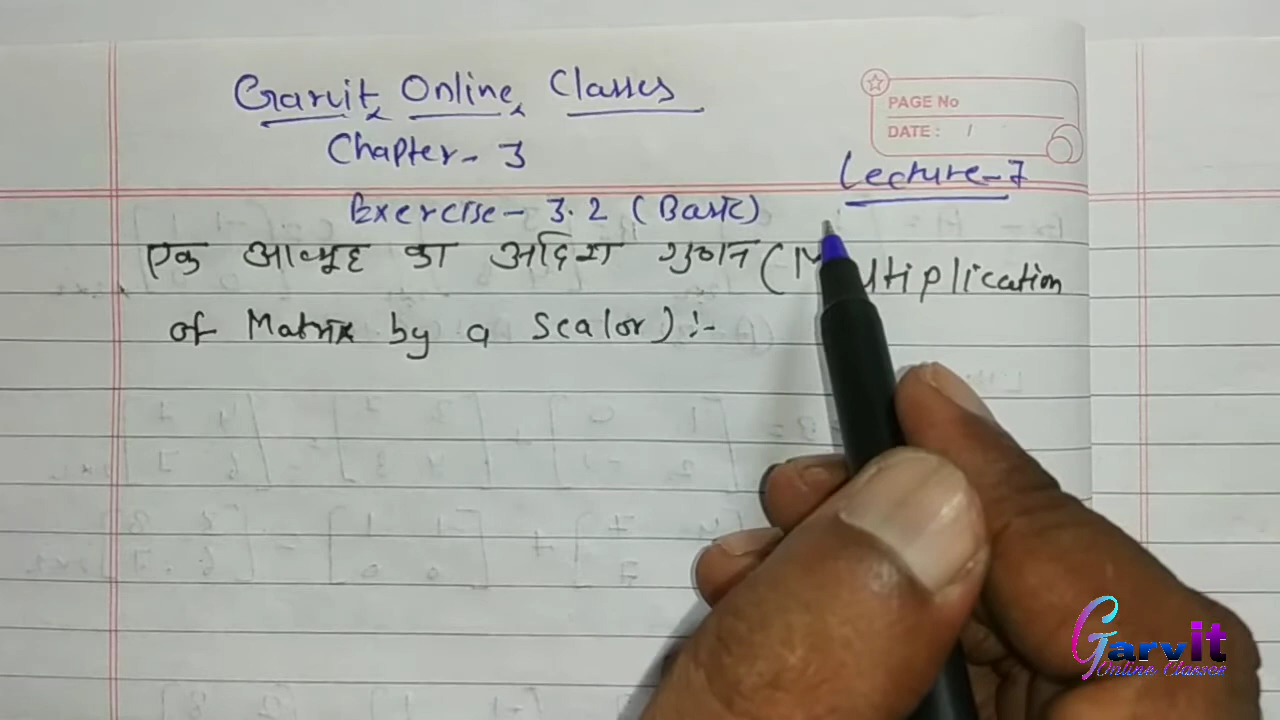 Garvit Online Classes
PAGE No
DATE : /
Chapter - 3
Lecture - 7
Exercise - 3.2 (Basic)
एक आव्यूह का अदिश गुणन (Multiplication
of Matrix by a Scalor) :-
Garvit
Online Classes